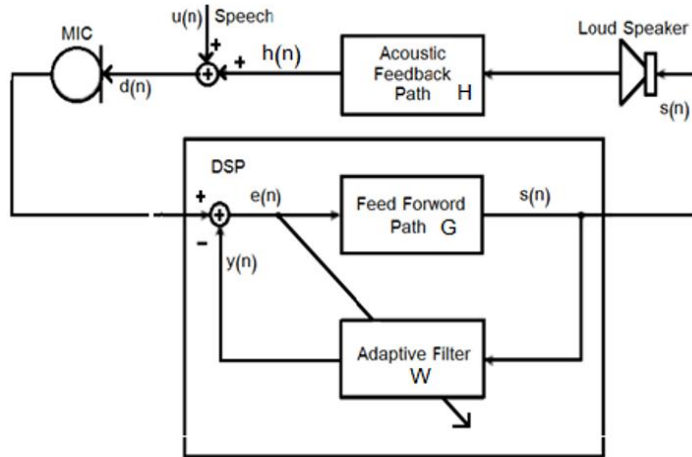 MIC
u(n) Speech
Loud Speaker
+
+
h(n)
Acoustic
Feedback
Path H
d(n)
s(n)
DSP
+
e(n)
Feed Forword
Path G
s(n)
-
y(n)
Adaptive Filter
W